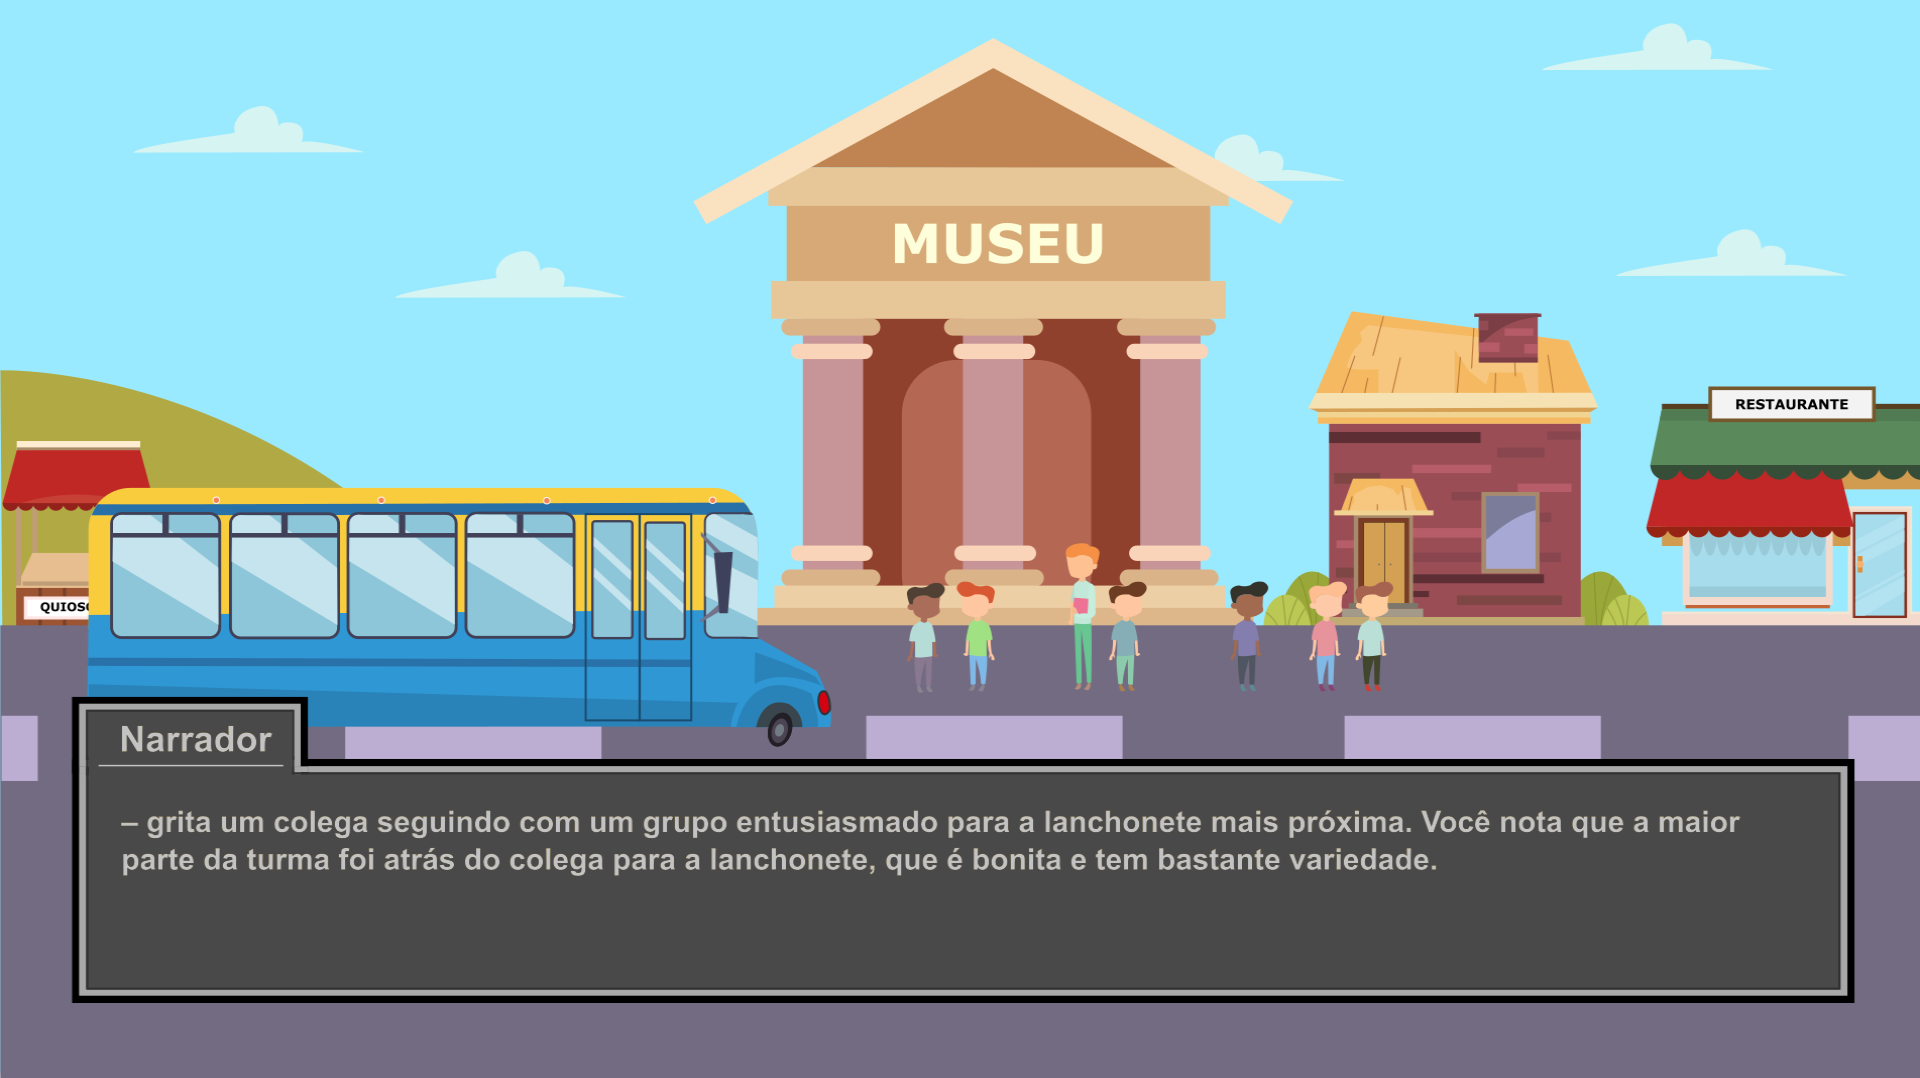 MUSEU
RESTAURANTE
QUIOS
Narrador
– grita um colega seguindo com um grupo entusiasmado para a lanchonete mais próxima. Você nota que a maior
parte da turma foi atrás do colega para a lanchonete, que é bonita e tem bastante variedade.